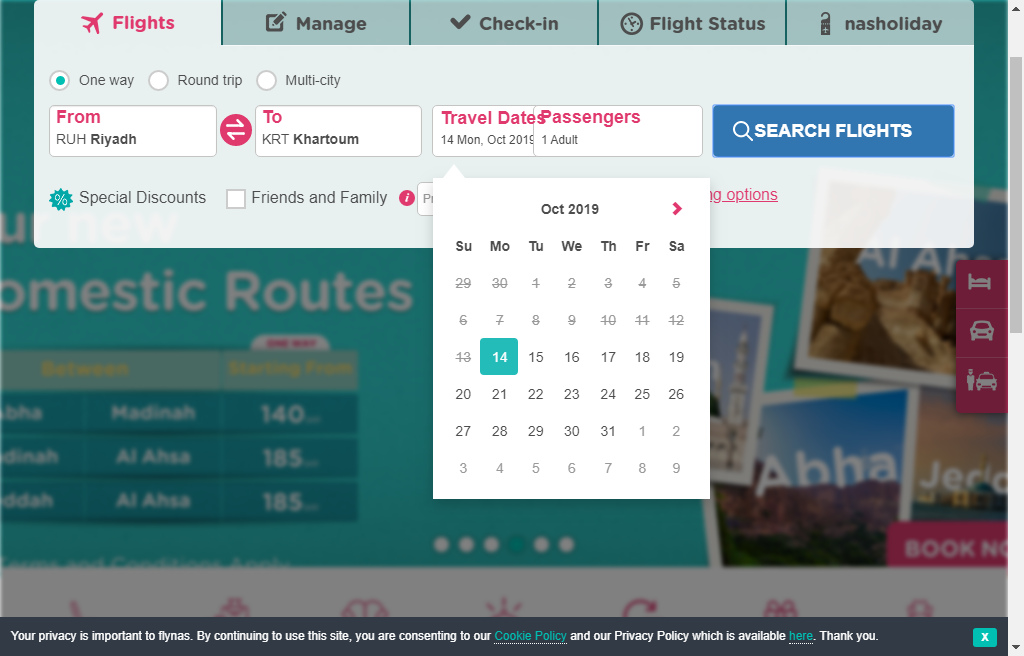 Flights
Manage
Check-in
Flight Status
nasholiday
One way
Round trip
Multi-city
From
RUH Riyadh
To
KRT Khartoum
Travel Dates
14 Mon, Oct 2019
Passengers
1 Adult
SEARCH FLIGHTS
Special Discounts
Friends and Family
options
Oct 2019
Su Mo Tu We Th Fr Sa
29 30 1 2 3 4 5
6 7 8 9 10 11 12
13 14 15 16 17 18 19
20 21 22 23 24 25 26
27 28 29 30 31 1 2
3 4 5 6 7 8 9
ur new
omestic Routes
ONE WAY
Between Starting From
bha Madinah 140
dinah Al Ahsa 185
eddah Al Ahsa 185
Terms and Conditions Apply
Al Ahsa
Abha
Jed
BOOK NO
Your privacy is important to flynas. By continuing to use this site, you are consenting to our Cookie Policy and our Privacy Policy which is available here. Thank you.
X